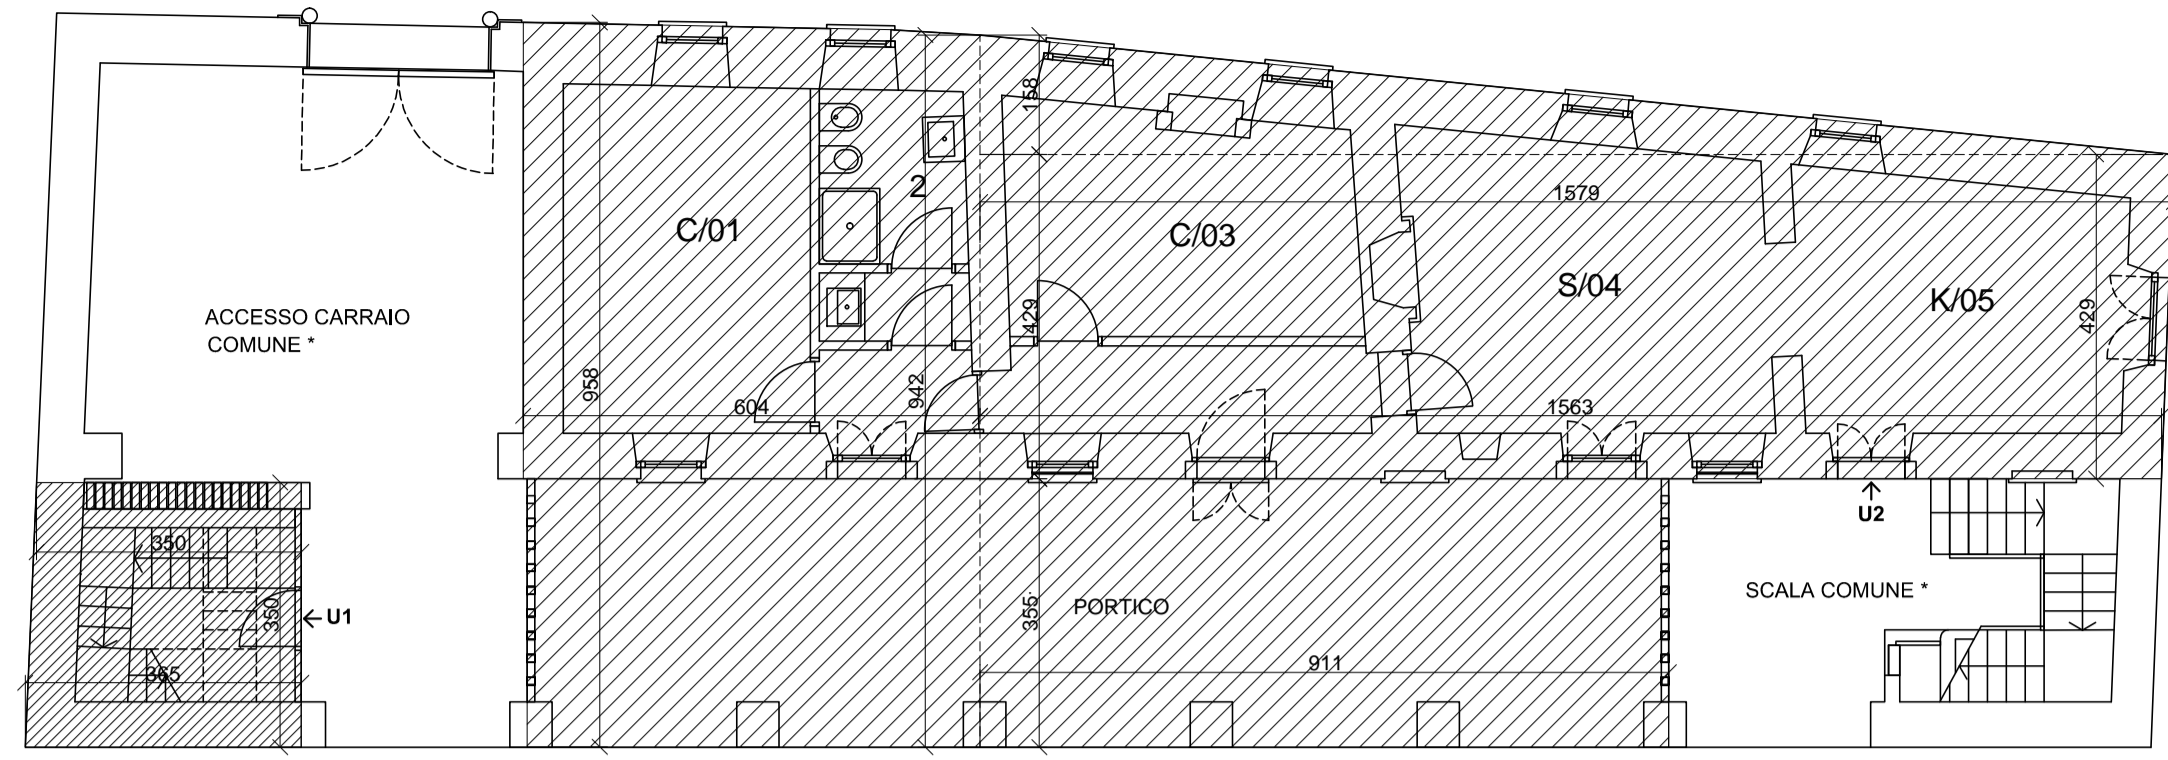 158
2
1579
C/01
C/03
S/04
K/05
ACCESSO CARRAIO
COMUNE *
429
429
958
942
604
1563
U2
350
350
355
PORTICO
SCALA COMUNE *
U1
911
365